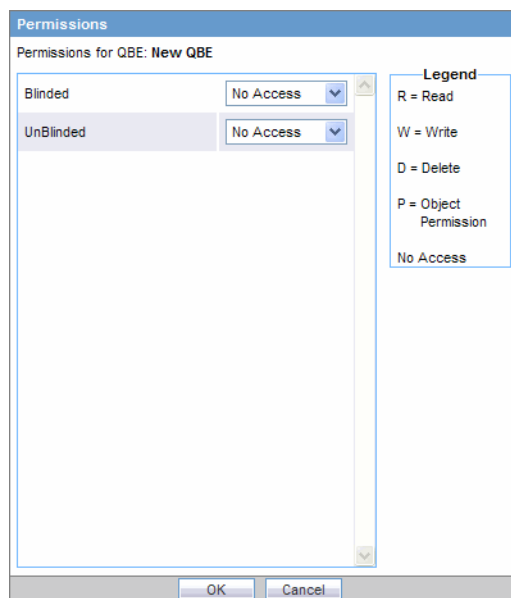 Permissions
Permissions for QBE: New QBE
Blinded
No Access
UnBlinded
No Access
Legend
R = Read
W = Write
D = Delete
P = Object
Permission
No Access
OK
Cancel